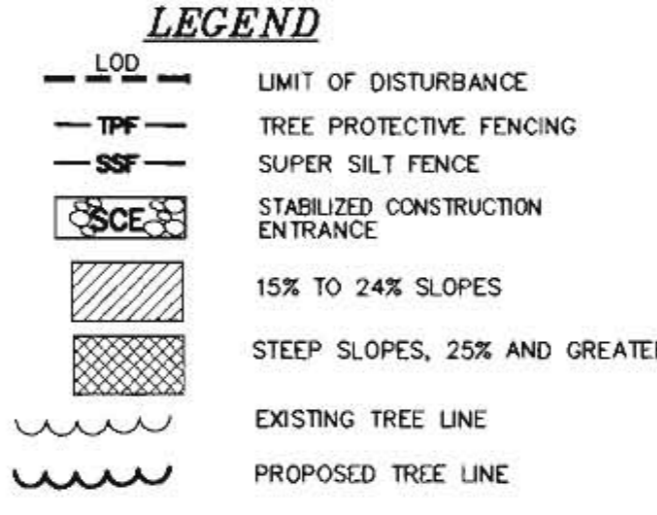 LEGEND
LOD LIMIT OF DISTURBANCE
TPF TREE PROTECTIVE FENCING
SSF SUPER SILT FENCE
SCE STABILIZED CONSTRUCTION
ENTRANCE
15% TO 24% SLOPES
STEEP SLOPES, 25% AND GREATE
EXISTING TREE LINE
PROPOSED TREE LINE